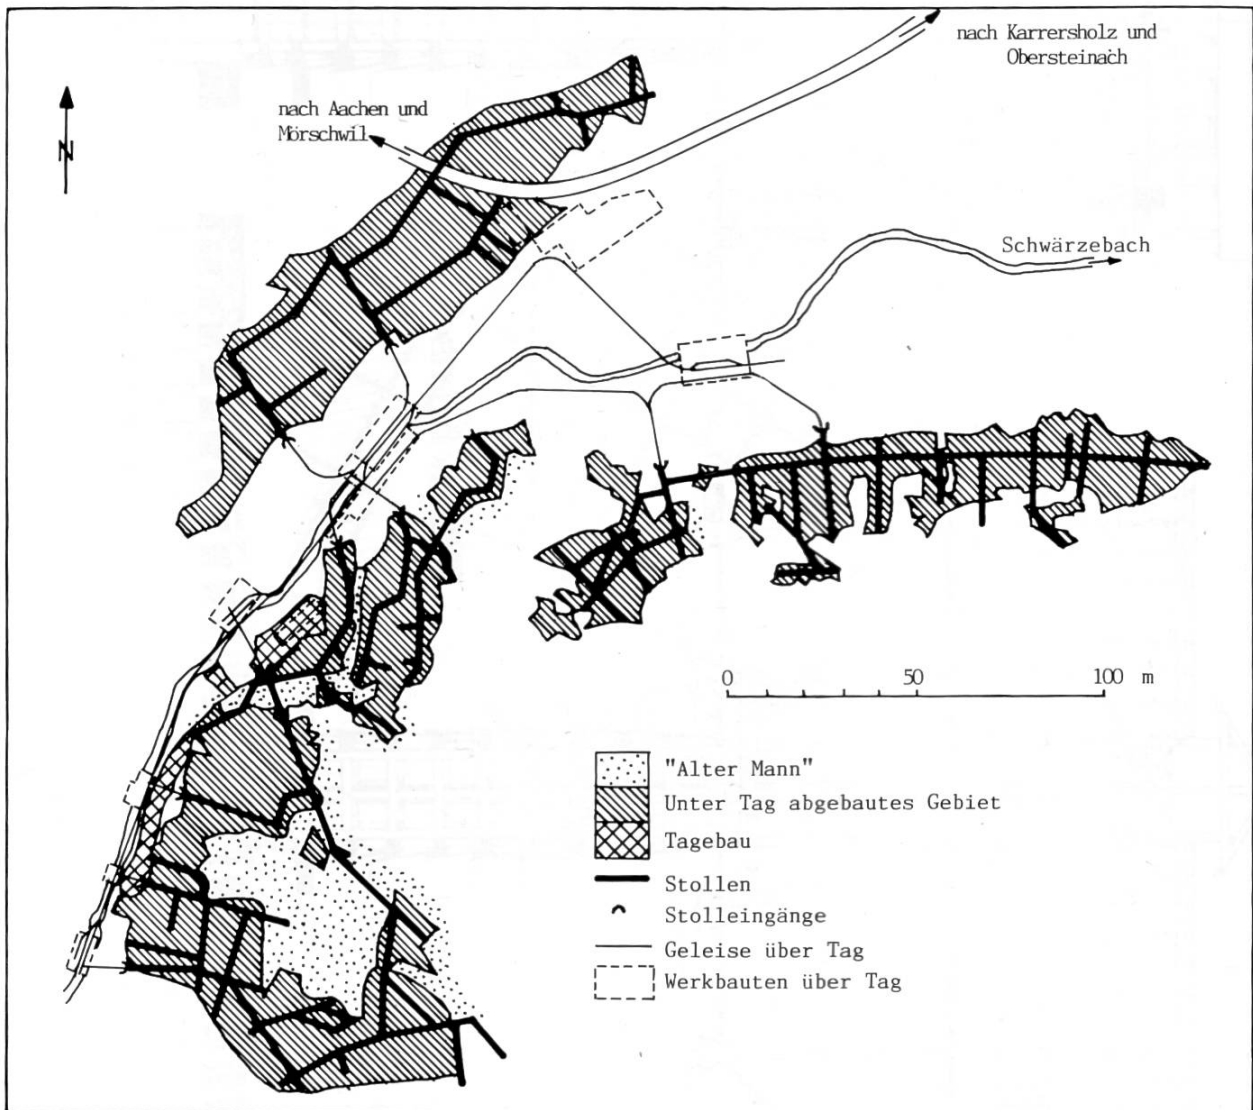 nach Karrersholz und
Obersteinach
nach Aachen und
Mörschwil
N
Schwärzebach
0 50 100 m
"Alter Mann"
Unter Tag abgebautes Gebiet
Tagebau
Stollen
Stolleingänge
Geleise über Tag
Werkbauten über Tag